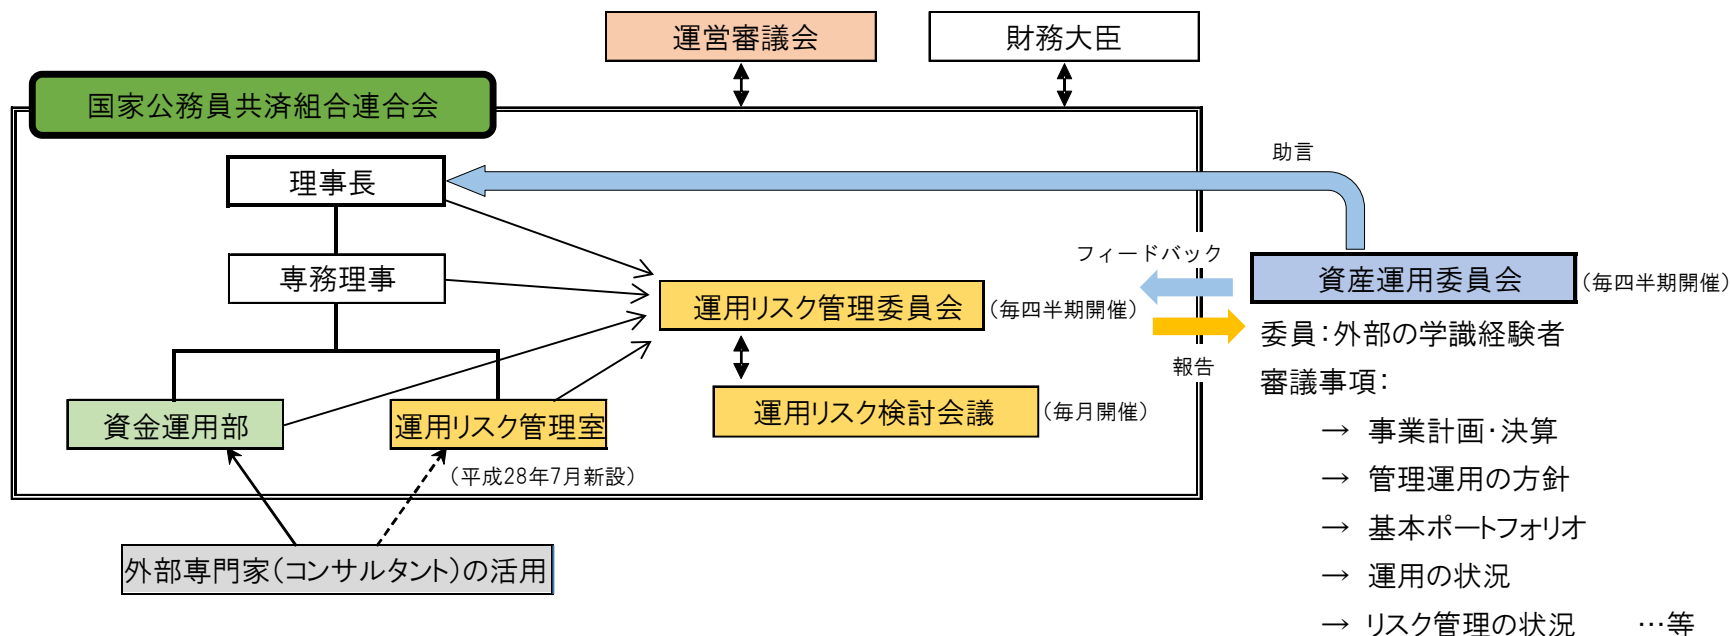 運営審議会
財務大臣
国家公務員共済組合連合会
助言
理事長
フィードバック
専務理事
資産運用委員会
(毎四半期開催)
運用リスク管理委員会
(毎四半期開催)
委員:外部の学識経験者
報告
審議事項:
資金運用部
運用リスク管理室
運用リスク検討会議
(毎月開催)
→ 事業計画・決算
(平成28年7月新設)
→ 管理運用の方針
→ 基本ポートフォリオ
外部専門家(コンサルタント)の活用
→ 運用の状況
→ リスク管理の状況 …等